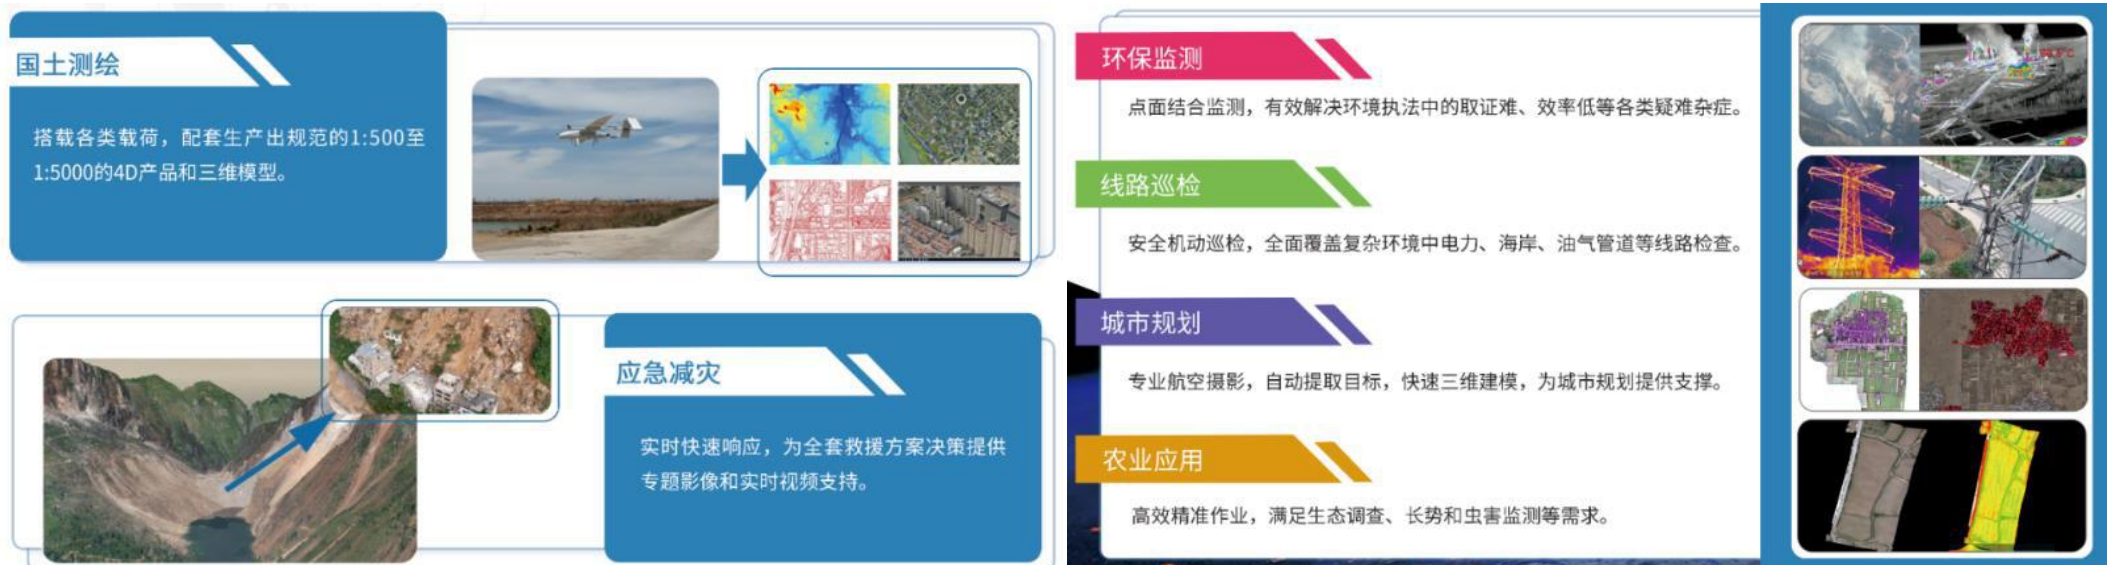 国土测绘
搭载各类载荷，配套生产出规范的1:500至
1:5000的4D产品和三维模型。
应急减灾
实时快速响应，为全套救援方案决策提供
专题影像和实时视频支持。
环保监测
点面结合监测，有效解决环境执法中的取证难、效率低等各类疑难杂症。
线路巡检
安全机动巡检，全面覆盖复杂环境中电力、海岸、油气管道等线路检查。
城市规划
专业航空摄影，自动提取目标，快速三维建模，为城市规划提供支撑。
农业应用
高效精准作业，满足生态调查、长势和虫害监测等需求。